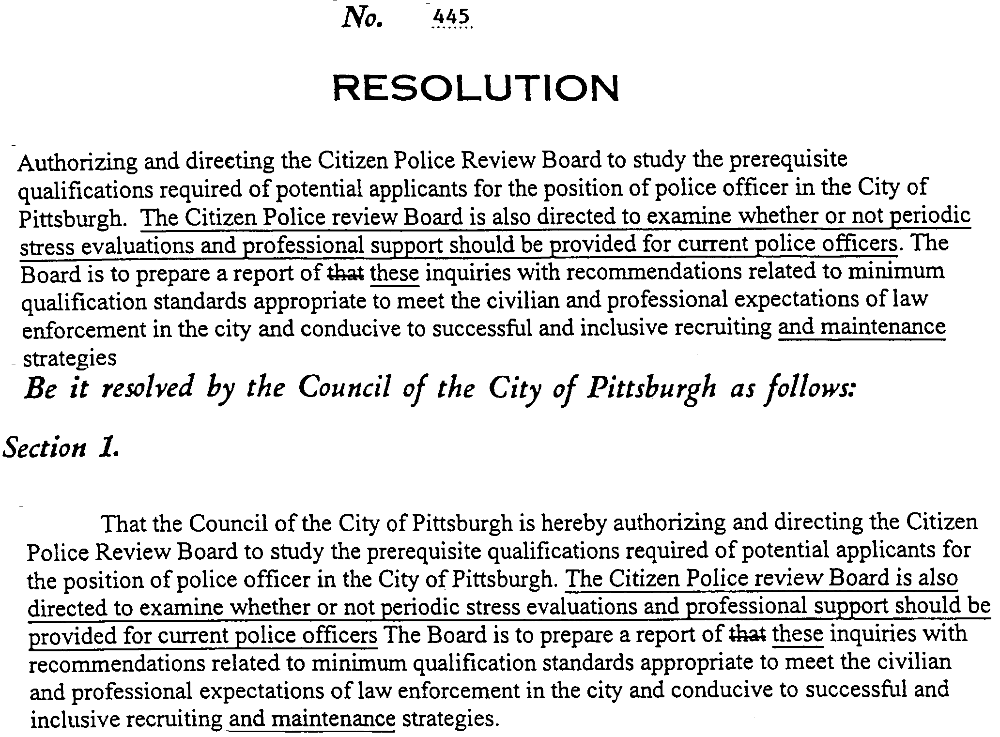 No. 445
RESOLUTION
Authorizing and directing the Citizen Police Review Board to study the prerequisite
qualifications required of potential applicants for the position of police officer in the City of
Pittsburgh. The Citizen Police review Board is also directed to examine whether or not periodic
stress evaluations and professional support should be provided for current police officers. The
Board is to prepare a report of that these inquiries with recommendations related to minimum
qualification standards appropriate to meet the civilian and professional expectations of law
enforcement in the city and conducive to successful and inclusive recruiting and maintenance
strategies
Be it resolved by the Council of the City of Pittsburgh as follows:
Section 1.
That the Council of the City of Pittsburgh is hereby authorizing and directing the Citizen
Police Review Board to study the prerequisite qualifications required of potential applicants for
the position of police officer in the City of Pittsburgh. The Citizen Police review Board is also
directed to examine whether or not periodic stress evaluations and professional support should be
provided for current police officers The Board is to prepare a report of that these inquiries with
recommendations related to minimum qualification standards appropriate to meet the civilian
and professional expectations of law enforcement in the city and conducive to successful and
inclusive recruiting and maintenance strategies.